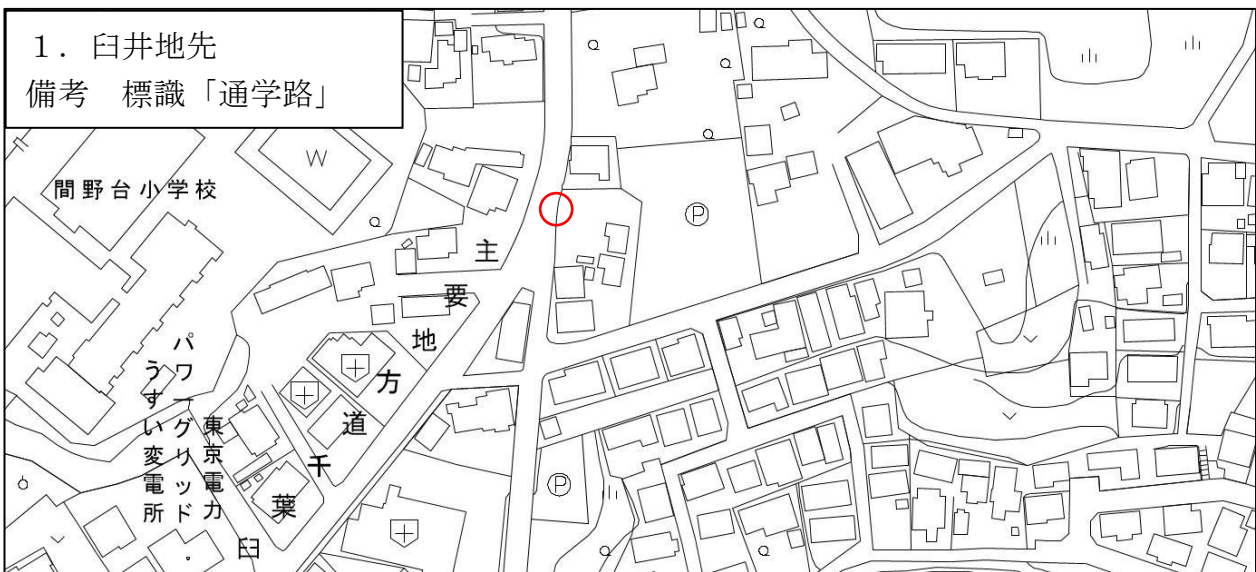 １．臼井地先
備考　標識「通学路」
W
間野台小学校
P
主要地方道千葉臼
東京電力
パワーグリッド
うすい変電所
P